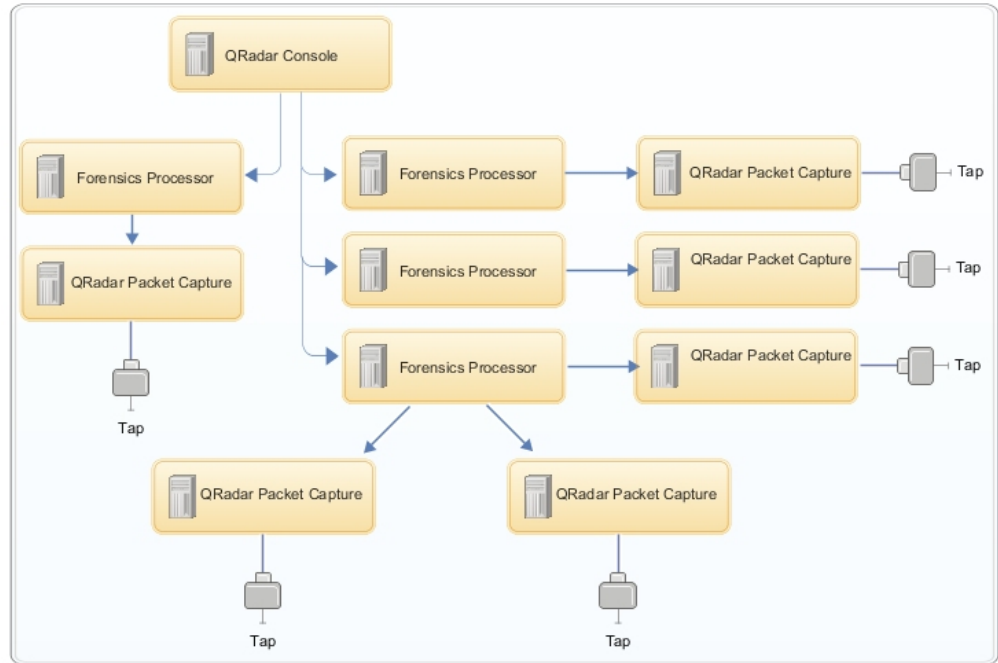 QRadar Console
Forensics Processor
Forensics Processor
QRadar Packet Capture
Tap
QRadar Packet Capture
Forensics Processor
QRadar Packet Capture
Tap
Forensics Processor
QRadar Packet Capture
Tap
Tap
QRadar Packet Capture
QRadar Packet Capture
Tap
Tap